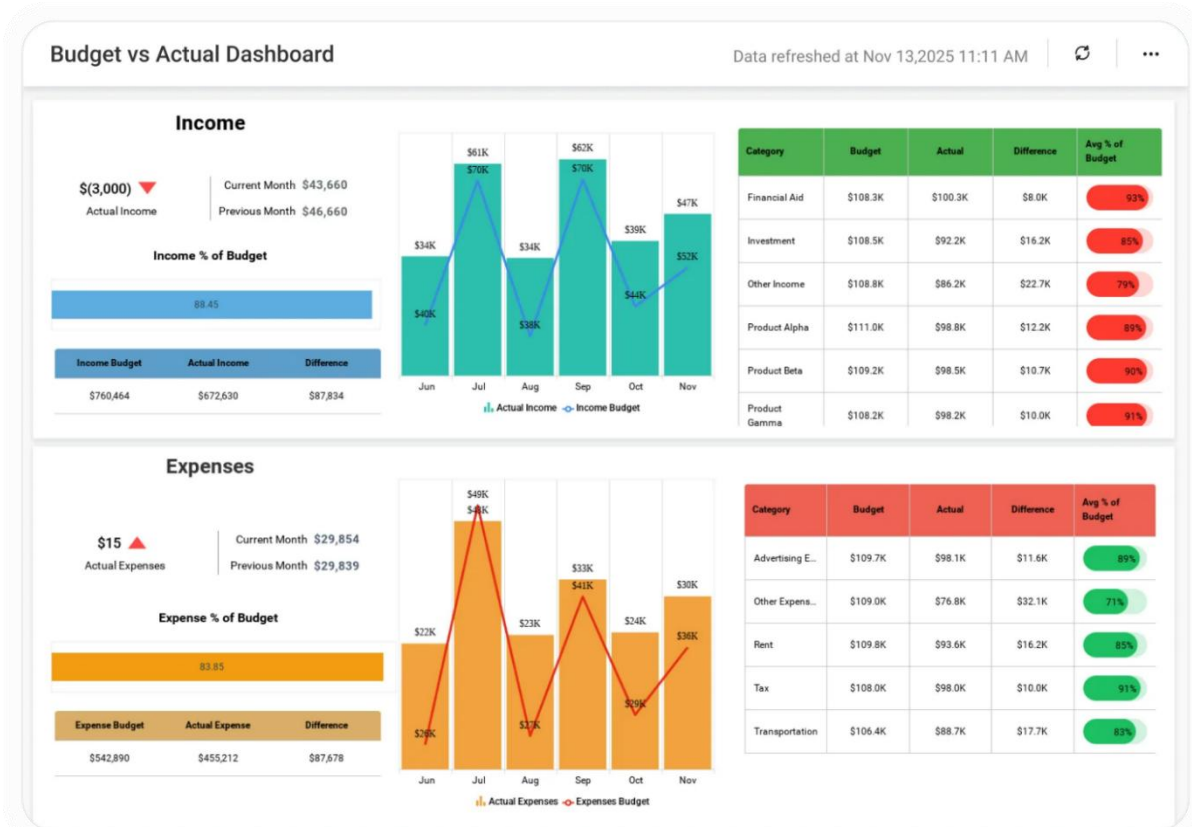 Budget vs Actual Dashboard
Data refreshed at Nov 13,2025 11:11 AM
Income
$(3,000)
Actual Income
Current Month $43,660
Previous Month $46,660
Income % of Budget
88.45
Income Budget Actual Income Difference
$760,464 $672,630 $87,834
$34K $61K $34K $62K $39K $47K
$40K $70K $38K $70K $44K $52K
Jun Jul Aug Sep Oct Nov
Actual Income Income Budget
Category Budget Actual Difference Avg % of
Budget
Financial Aid $108.3K $100.3K $8.0K 93%
Investment $108.5K $92.2K $16.2K 85%
Other Income $108.8K $86.2K $22.7K 79%
Product Alpha $111.0K $98.8K $12.2K 89%
Product Beta $109.2K $98.5K $10.7K 90%
Product
Gamma $108.2K $98.2K $10.0K 91%
Expenses
$15
Actual Expenses
Current Month $29,854
Previous Month $29,839
Expense % of Budget
83.85
Expense Budget Actual Expense Difference
$542,890 $455,212 $87,678
$22K $49K $23K $33K $24K $30K
$26K $27K $41K $29K $36K
Jun Jul Aug Sep Oct Nov
Actual Expenses Expenses Budget
Category Budget Actual Difference Avg % of
Budget
Advertising E... $109.7K $98.1K $11.6K 89%
Other Expens... $109.0K $76.8K $32.1K 71%
Rent $109.8K $93.6K $16.2K 85%
Tax $108.0K $98.0K $10.0K 91%
Transportation $106.4K $88.7K $17.7K 83%